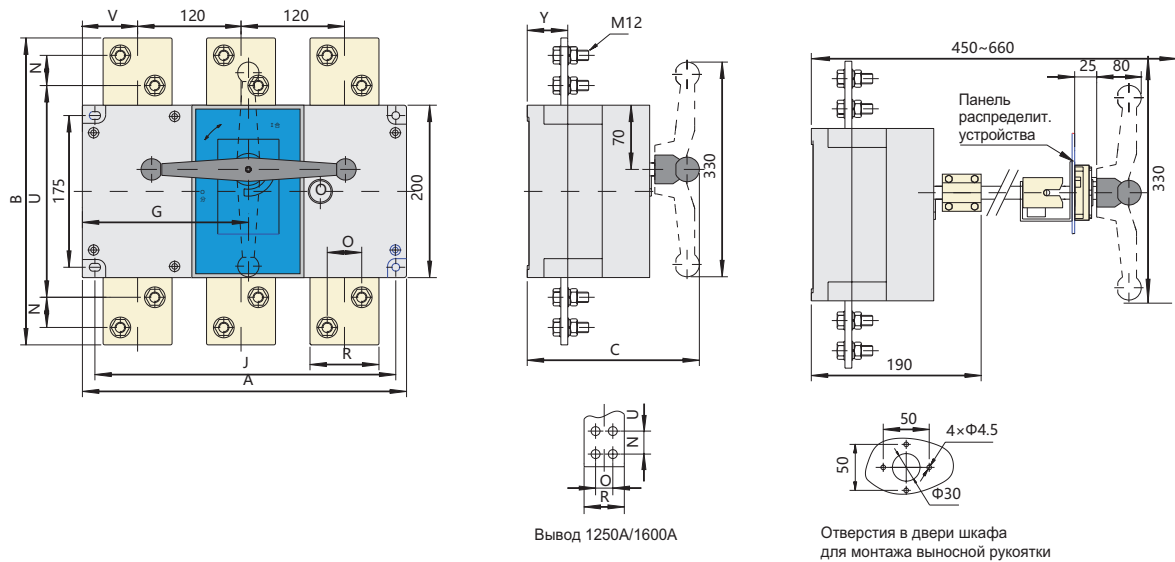 V
120
120
N
B
U
175
G
O
200
N
R
J
A
Y
M12
70
330
C
450~660
25
80
Панель
распределит.
устройства
330
190
U
N
O
R
Вывод 1250A/1600A
50
4×Φ4.5
50
Φ30
Отверстия в двери шкафа
для монтажа выносной рукоятки